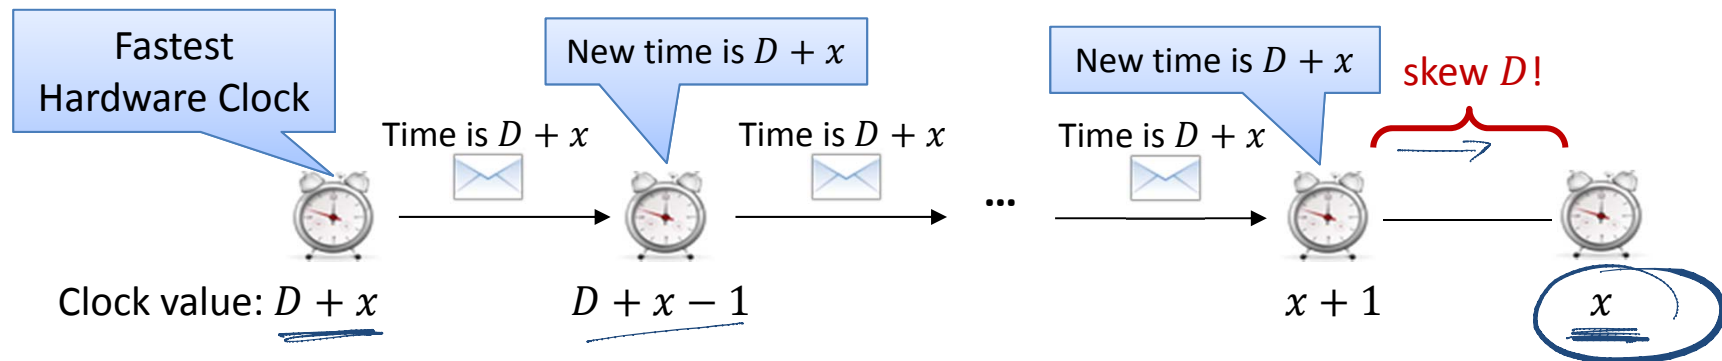 Fastest
Hardware Clock
New time is D + x
New time is D + x
skew D!
Time is D + x
Time is D + x
Time is D + x
...
Clock value: D + x
D + x − 1
x + 1
x